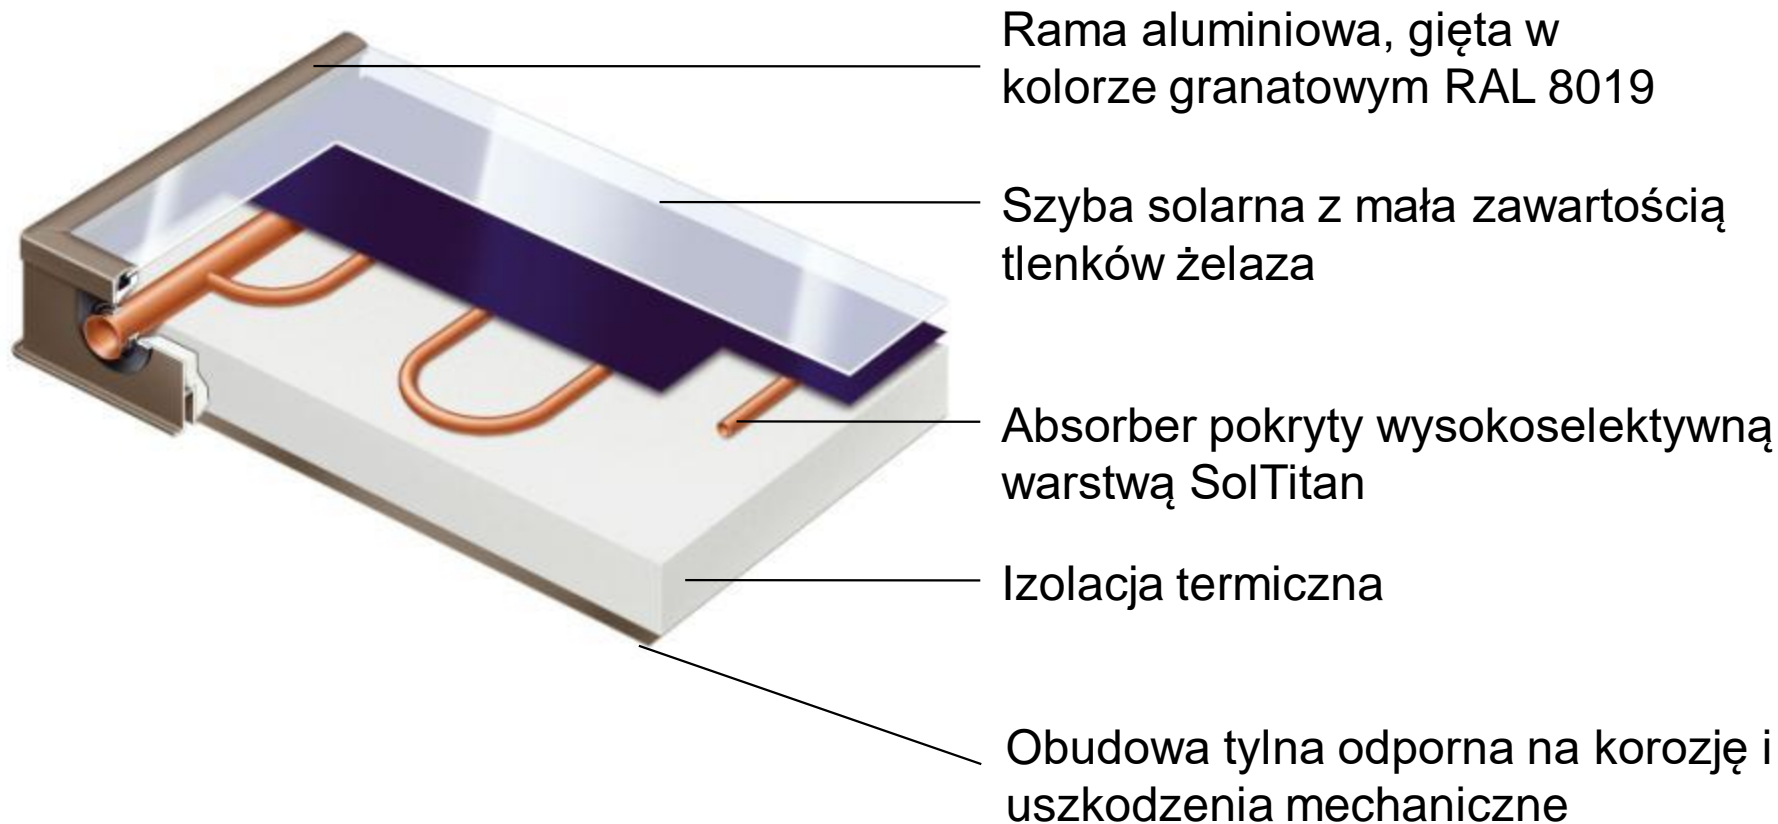 Rama aluminiowa, gięta w
kolorze granatowym RAL 8019
Szyba solarna z mała zawartością
tlenków żelaza
Absorber pokryty wysokoselektywną
warstwą SolTitan
Izolacja termiczna
Obudowa tylna odporna na korozję i
uszkodzenia mechaniczne